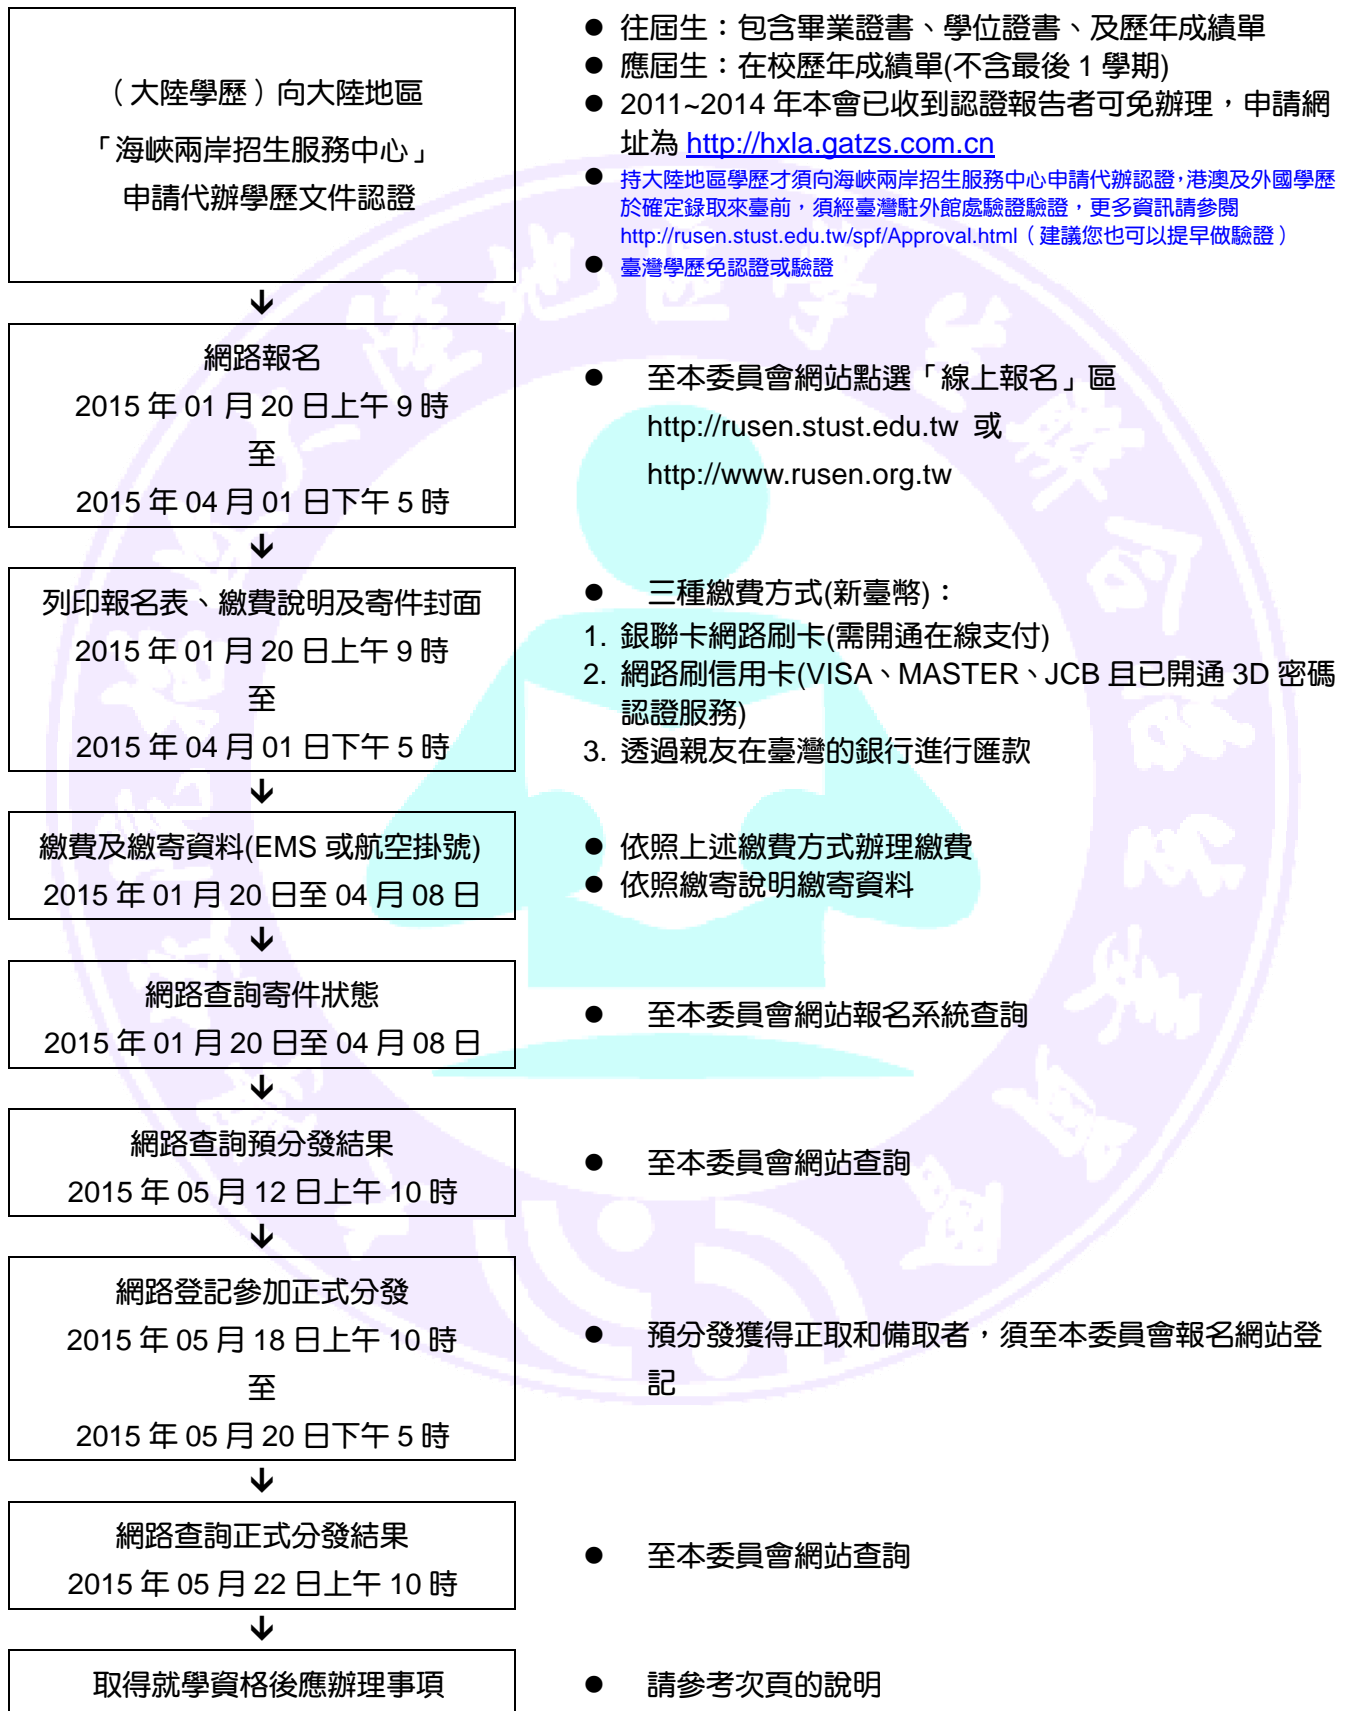 （大陸學歷）向大陸地區
「海峽兩岸招生服務中心」
申請代辦學歷文件認證
● 往屆生：包含畢業證書、學位證書、及歷年成績單
● 應屆生：在校歷年成績單(不含最後 1 學期)
● 2011~2014 年本會已收到認證報告者可免辦理，申請網
址為 http://hxla.gatzs.com.cn
● 持大陸地區學歷才須向海峽兩岸招生服務中心申請代辦認證，港澳及外國學歷
於確定錄取來臺前，須經臺灣駐外館處驗證驗證，更多資訊請參閱
http://rusen.stust.edu.tw/spf/Approval.html（建議您也可以提早做驗證）
● 臺灣學歷免認證或驗證
網路報名
2015 年 01 月 20 日上午 9 時
至
2015 年 04 月 01 日下午 5 時
● 至本委員會網站點選「線上報名」區
http://rusen.stust.edu.tw 或
http://www.rusen.org.tw
列印報名表、繳費說明及寄件封面
2015 年 01 月 20 日上午 9 時
至
2015 年 04 月 01 日下午 5 時
● 三種繳費方式(新臺幣)：
1. 銀聯卡網路刷卡(需開通在線支付)
2. 網路刷信用卡(VISA、MASTER、JCB 且已開通 3D 密碼
認證服務)
3. 透過親友在臺灣的銀行進行匯款
繳費及繳寄資料(EMS 或航空掛號)
2015 年 01 月 20 日至 04 月 08 日
● 依照上述繳費方式辦理繳費
● 依照繳寄說明繳寄資料
網路查詢寄件狀態
2015 年 01 月 20 日至 04 月 08 日
● 至本委員會網站報名系統查詢
網路查詢預分發結果
2015 年 05 月 12 日上午 10 時
● 至本委員會網站查詢
網路登記參加正式分發
2015 年 05 月 18 日上午 10 時
至
2015 年 05 月 20 日下午 5 時
● 預分發獲得正取和備取者，須至本委員會報名網站登
記
網路查詢正式分發結果
2015 年 05 月 22 日上午 10 時
● 至本委員會網站查詢
取得就學資格後應辦理事項
● 請參考次頁的說明